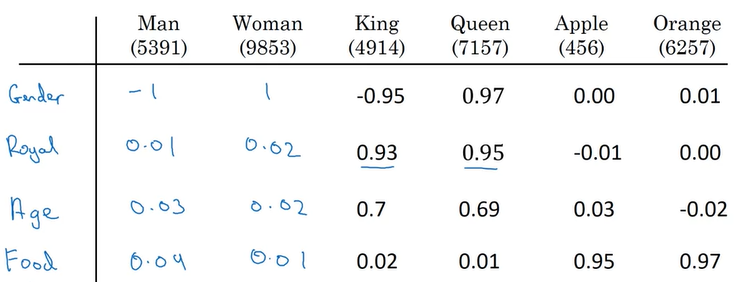 Man Woman King Queen Apple Orange
(5391) (9853) (4914) (7157) (456) (6257)
Gender -1 1 -0.95 0.97 0.00 0.01
Royal 0.01 0.02 0.93 0.95 -0.01 0.00
Age 0.03 0.02 0.7 0.69 0.03 -0.02
Food 0.04 0.01 0.02 0.01 0.95 0.97